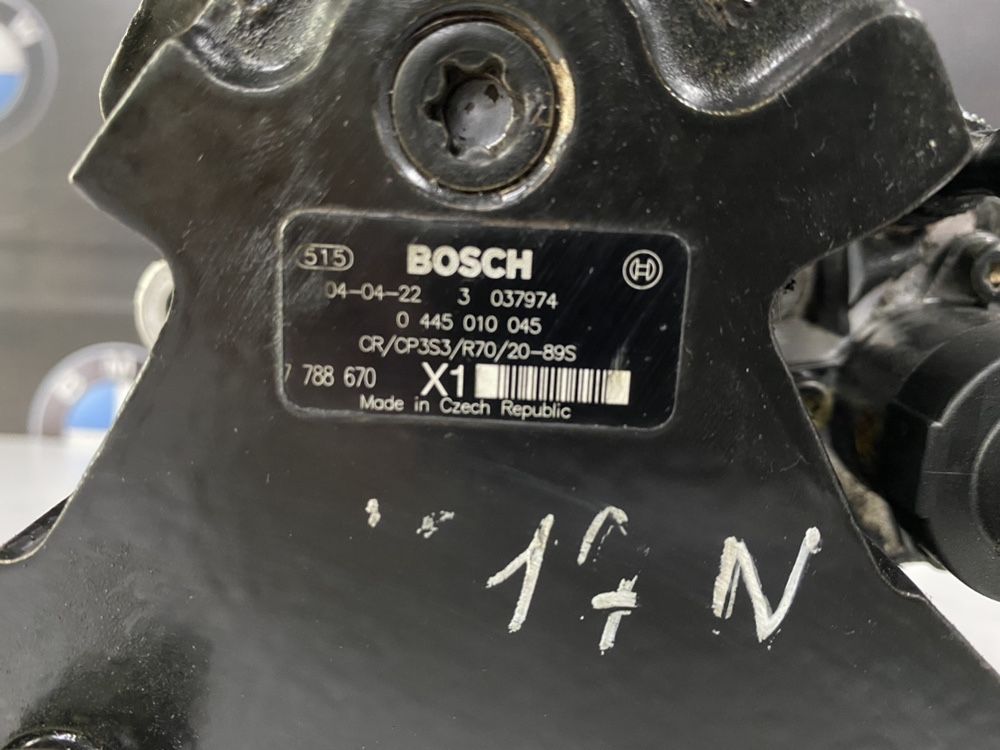 515 BOSCH
04-04-22 3 037974
0 445 010 045
CR/CP3S3/R70/20-89S
7 788 670 X1
Made in Czech Republic
17 N